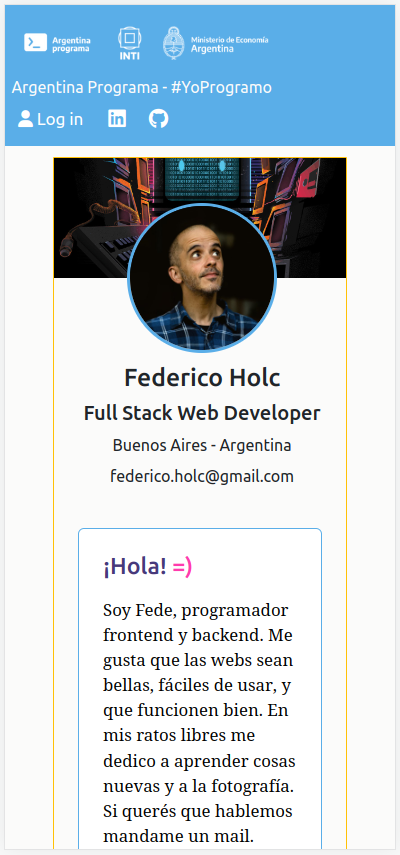 Argentina programa
INTI
Ministerio de Economía Argentina
Argentina Programa - #YoProgramo
Log in
Federico Holc
Full Stack Web Developer
Buenos Aires - Argentina
federico.holc@gmail.com
¡Hola! =)
Soy Fede, programador
frontend y backend. Me
gusta que las webs sean
bellas, fáciles de usar, y
que funcionen bien. En
mis ratos libres me
dedico a aprender cosas
nuevas y a la fotografía.
Si querés que hablemos
mandame un mail.